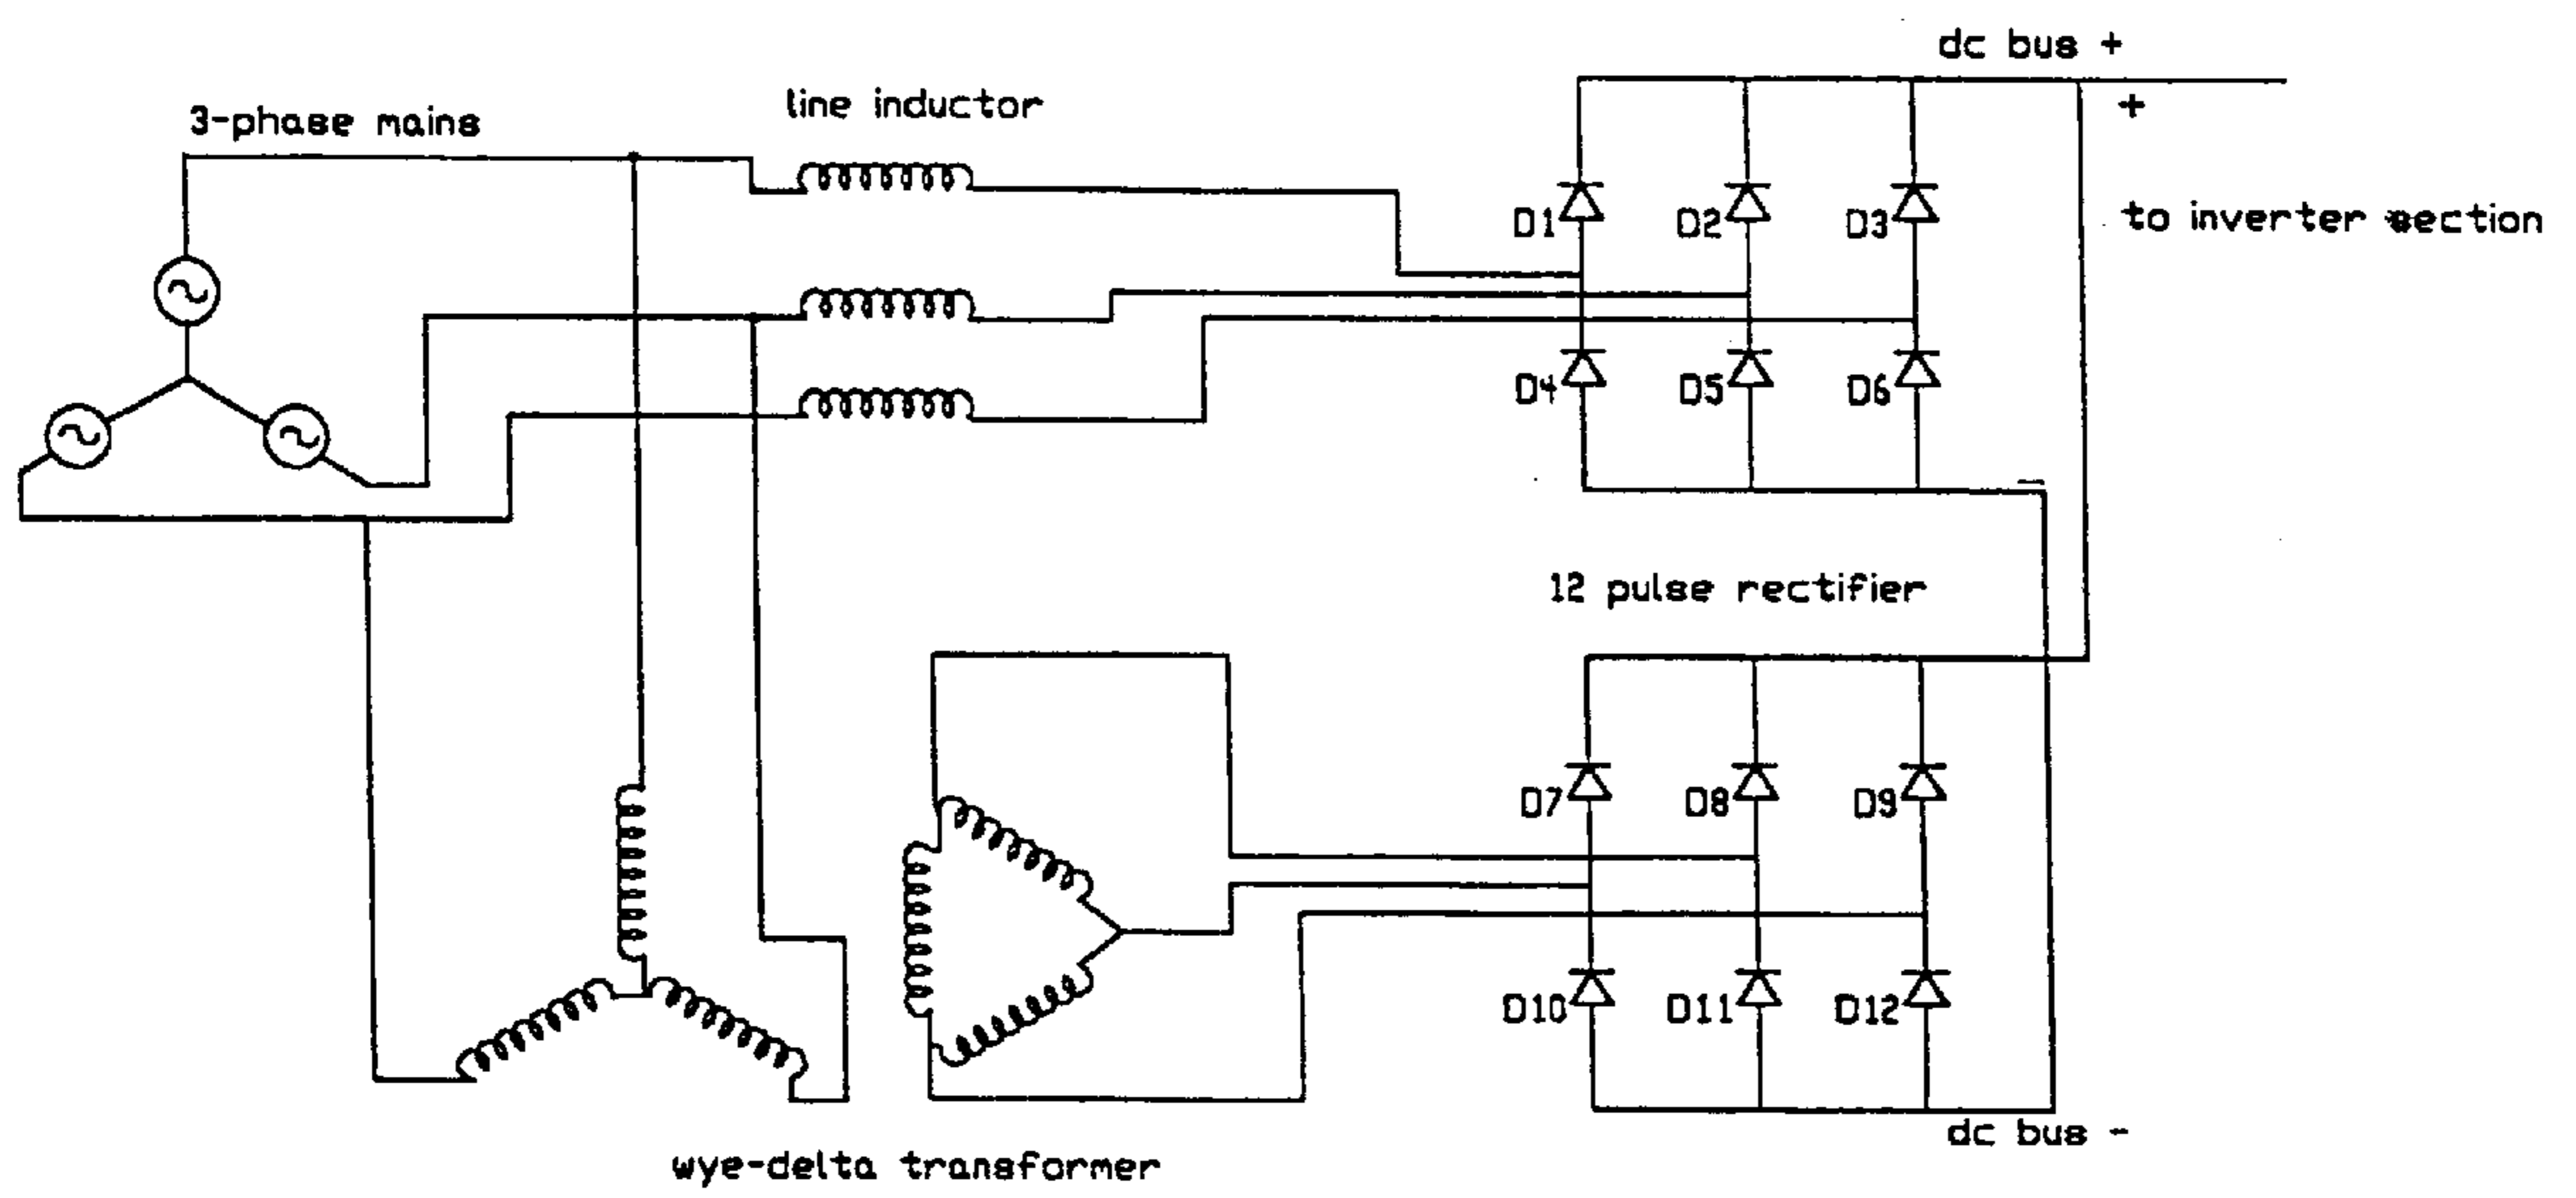 dc bus +
line inductor
3-phase mains
+
D1
D2
D3
to inverter section
D4
D5
D6
-
12 pulse rectifier
D7
D8
D9
D10
D11
D12
dc bus -
wye-delta transformer